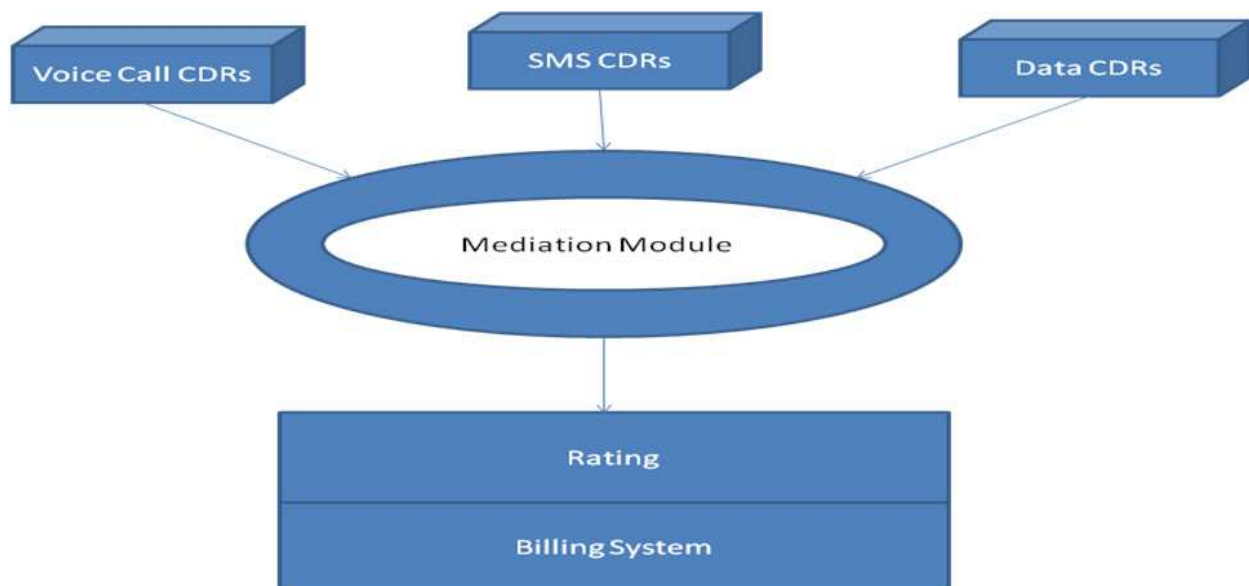 Voice Call CDRs
SMS CDRs
Data CDRs
Mediation Module
Rating
Billing System